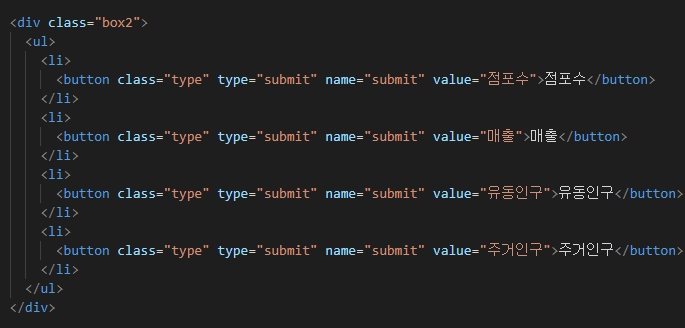 <div class="box2">
<ul>
<li>
<button class="type" type="submit" name="submit" value="점포수">점포수</button>
</li>
<li>
<button class="type" type="submit" name="submit" value="매출">매출</button>
</li>
<li>
<button class="type" type="submit" name="submit" value="유동인구">유동인구</button>
</li>
<li>
<button class="type" type="submit" name="submit" value="주거인구">주거인구</button>
</li>
</ul>
</div>